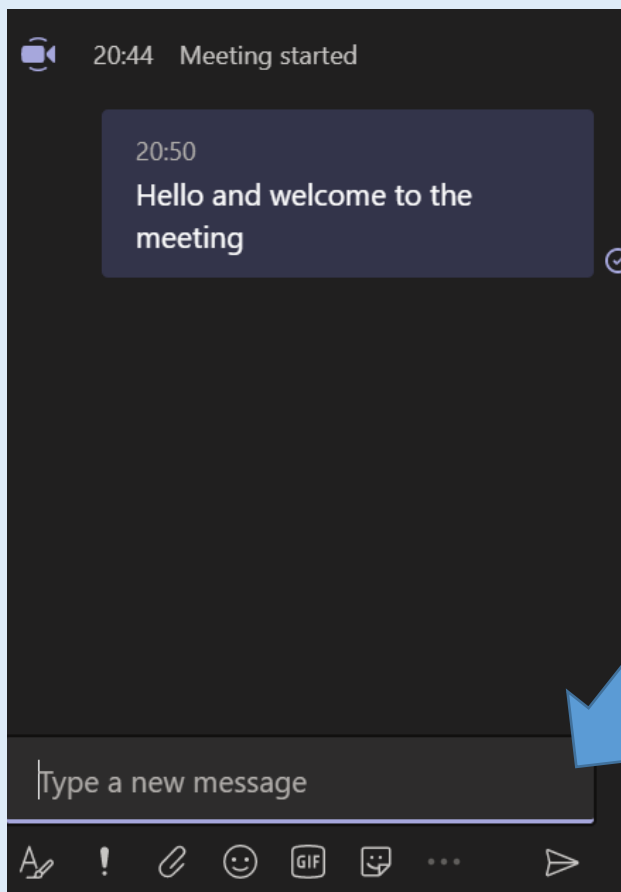 20:44 Meeting started
20:50
Hello and welcome to the
meeting
Type a new message
GIF